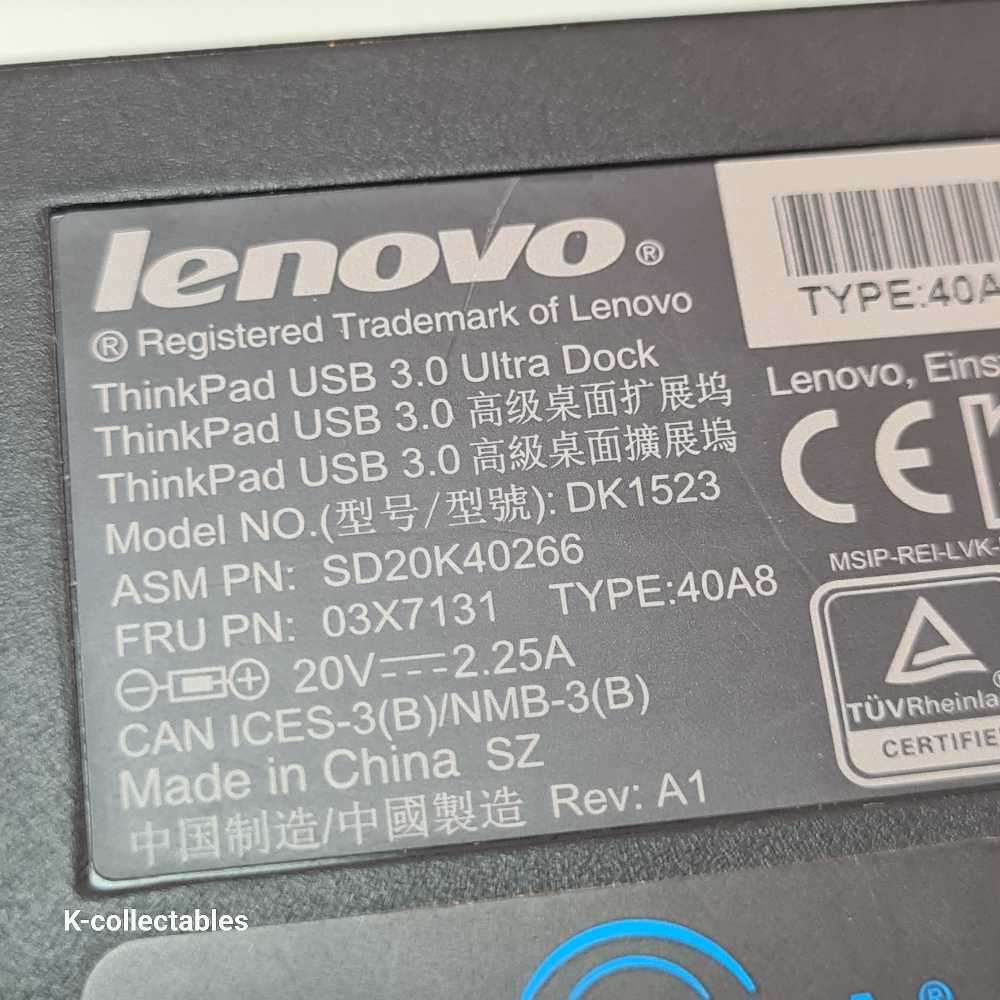 lenovo®
® Registered Trademark of Lenovo
ThinkPad USB 3.0 Ultra Dock
ThinkPad USB 3.0 高级桌面扩展坞
ThinkPad USB 3.0 高級桌面擴展塢
Model NO.(型号/型號): DK1523
ASM PN: SD20K40266
FRU PN: 03X7131 TYPE:40A8
20V⎓2.25A
CAN ICES-3(B)/NMB-3(B)
Made in China SZ
中国制造/中國製造 Rev: A1
TYPE:40A
Lenovo, Eins
CE
MSIP-REI-LVK-
TÜVRheinla
CERTIFIE
K-collectables